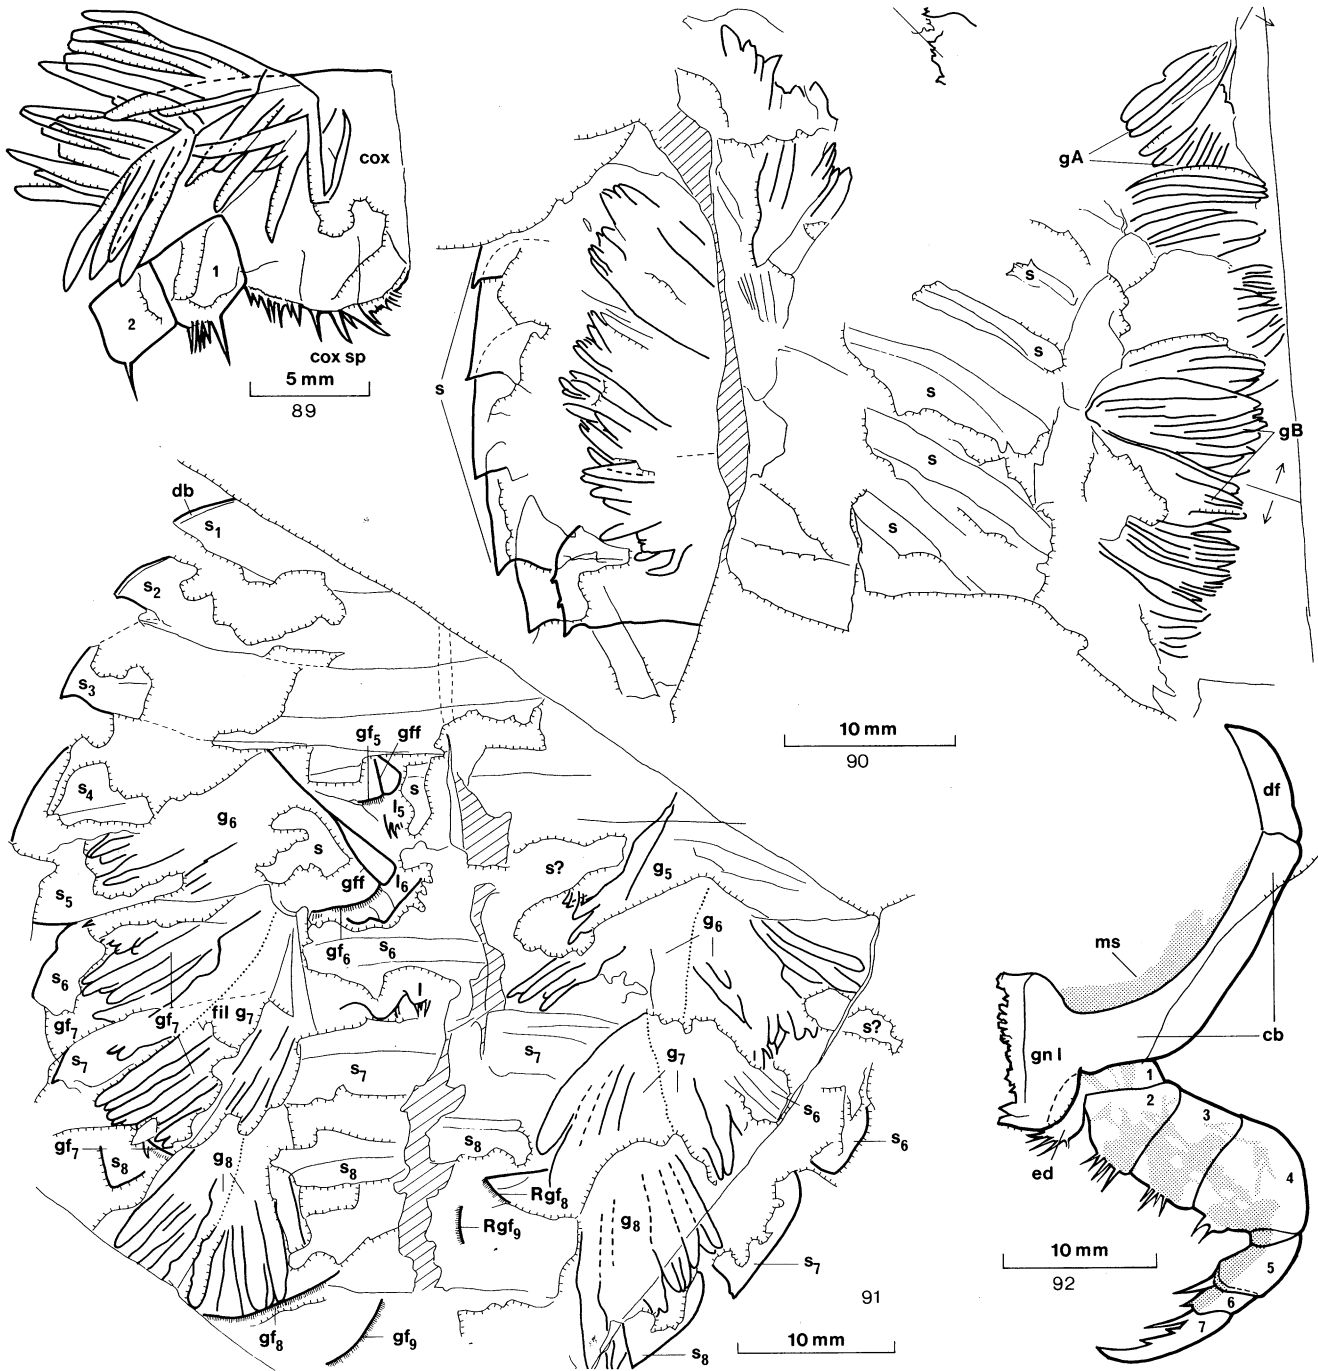 cox
1
2
cox sp
5 mm
89
gA
s
s
s
s
s
s
gB
10 mm
90
db
s1
s2
s3
gf5 gff
s4
l5
s
g6
s
s?
g5
s5
gff
l6
g6
gf6
s6
s6
ms
df
l
gf7
gf7
fil g7
s?
s7
s7
s7
g7
s6
s6
gf7
s8
g8
s8
s8
Rgf8
Rgf9
g8
s7
gf8
gf9
s8
91
10 mm
gn l
cb
1
2
3
4
ed
5
6
7
10 mm
92